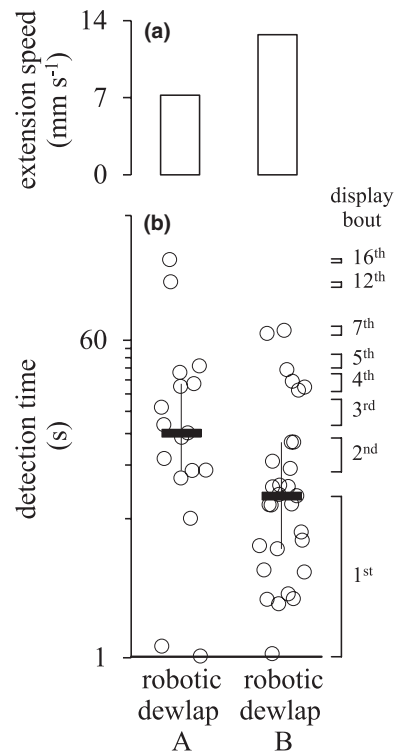 (a)
extension speed
(mm s⁻¹)
14
7
0
(b)
display
bout
16th
12th
7th
5th
4th
3rd
2nd
1st
detection time
(s)
60
1
robotic
dewlap
A
robotic
dewlap
B